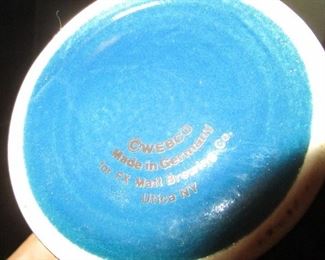 ©WEBCO
Made in Germany
for FX Matt Brewing Co.
Utica NY